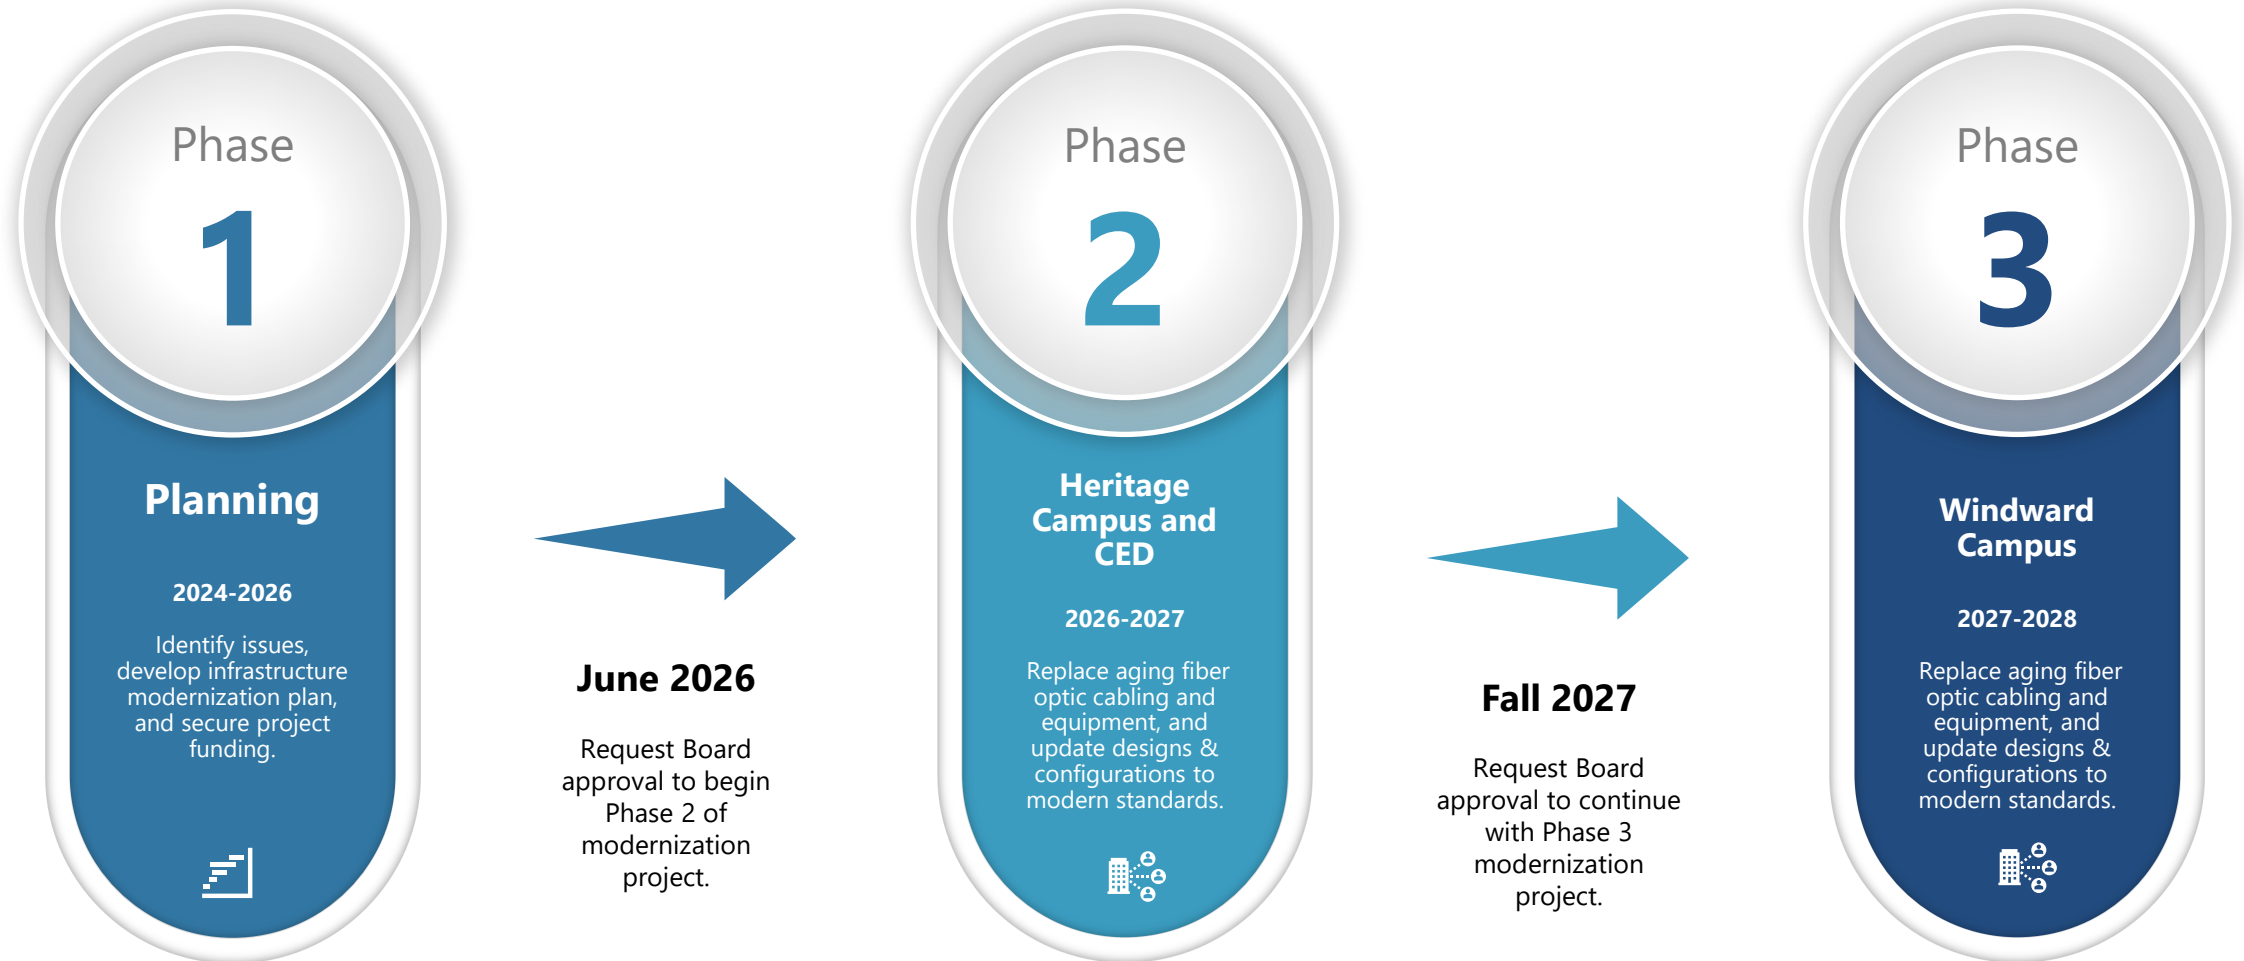 Phase
1
Planning
2024-2026
Identify issues,
develop infrastructure
modernization plan,
and secure project
funding.
June 2026
Request Board
approval to begin
Phase 2 of
modernization
project.
Phase
2
Heritage
Campus and
CED
2026-2027
Replace aging fiber
optic cabling and
equipment, and
update designs &
configurations to
modern standards.
Fall 2027
Request Board
approval to continue
with Phase 3
modernization
project.
Phase
3
Windward
Campus
2027-2028
Replace aging fiber
optic cabling and
equipment, and
update designs &
configurations to
modern standards.